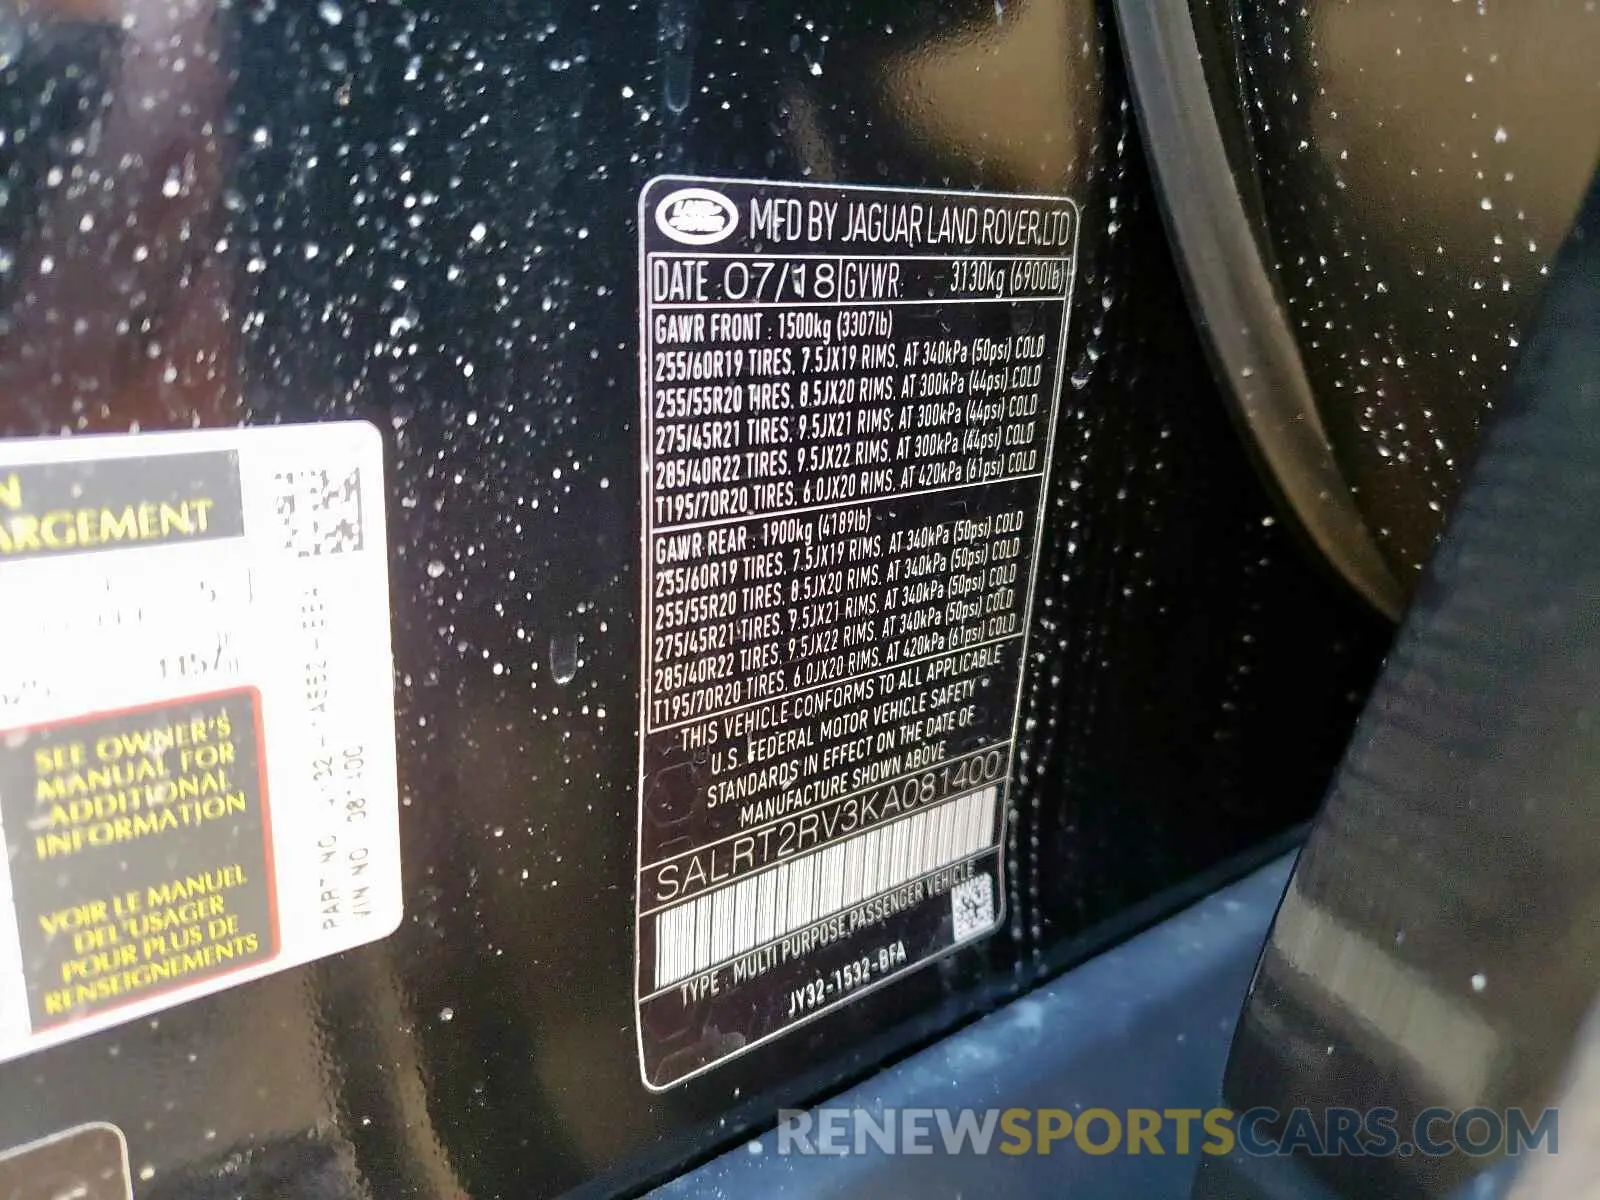 LAND ROVER
MFD BY JAGUAR LAND ROVER LTD
DATE : 07/18 GVWR: 3130kg (6900lb)
GAWR FRONT : 1500kg (3307lb)
255/60R19 TIRES, 7.5JX19 RIMS, AT 340kPa (50psi) COLD
255/55R20 TIRES, 8.5JX20 RIMS, AT 300kPa (44psi) COLD
275/45R21 TIRES, 9.5JX21 RIMS, AT 300kPa (44psi) COLD
285/40R22 TIRES, 9.5JX22 RIMS, AT 300kPa (44psi) COLD
T195/70R20 TIRES, 6.0JX20 RIMS, AT 420kPa (61psi) COLD
GAWR REAR : 1900kg (4189lb)
255/60R19 TIRES, 7.5JX19 RIMS, AT 340kPa (50psi) COLD
255/55R20 TIRES, 8.5JX20 RIMS, AT 340kPa (50psi) COLD
275/45R21 TIRES, 9.5JX21 RIMS, AT 340kPa (50psi) COLD
285/40R22 TIRES, 9.5JX22 RIMS, AT 340kPa (50psi) COLD
T195/70R20 TIRES, 6.0JX20 RIMS, AT 420kPa (61psi) COLD
THIS VEHICLE CONFORMS TO ALL APPLICABLE
U.S. FEDERAL MOTOR VEHICLE SAFETY
STANDARDS IN EFFECT ON THE DATE OF
MANUFACTURE SHOWN ABOVE
SALRT2RV3KA081400
TYPE : MULTI PURPOSE PASSENGER VEHICLE
JY32-1532-BFA
N
ARGEMENT
5
SEE OWNER'S
MANUAL FOR
ADDITIONAL
INFORMATION
VOIR LE MANUEL
DEL'USAGER
POUR PLUS DE
RENSEIGNEMENTS
PART NO
VIN NO 081400
RENEWSPORTSCARS.COM